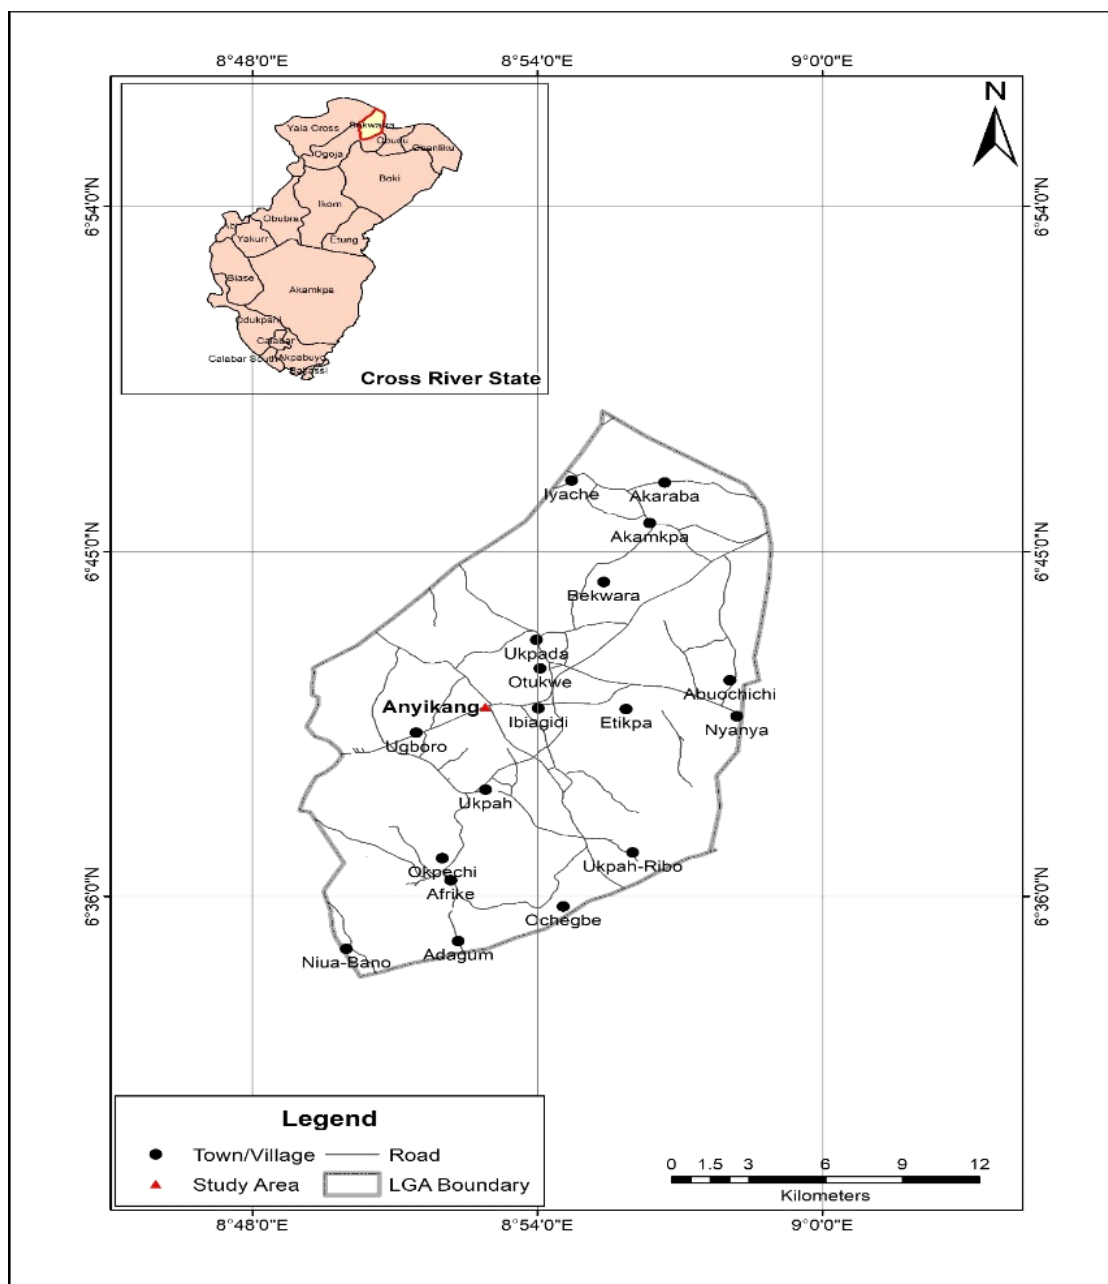 8°48'0"E 8°54'0"E 9°0'0"E
N
6°54'0"N
6°54'0"N
Yala Cross
Bekwarra
Obudu
Obanliku
Ogoja
Boki
Ikom
Obubra
Yakurr
Etung
Biase
Akamkpa
Odukpani
Calabar
Calabar South
Akpabuyo
Bakassi
Cross River State
Iyache
Akaraba
Akamkpa
6°45'0"N
6°45'0"N
Bekwara
Ukpada
Otukwe
Abuochichi
Anyikang
Ibiagidi
Etikpa
Nyanya
Ugboro
Ukpah
Ukpah-Ribo
Okpechi
Afrike
6°36'0"N
6°36'0"N
Ochegbe
Adagum
Niua-Bano
Legend
Town/Village
Road
Study Area
LGA Boundary
0 1.5 3 6 9 12
Kilometers
8°48'0"E 8°54'0"E 9°0'0"E